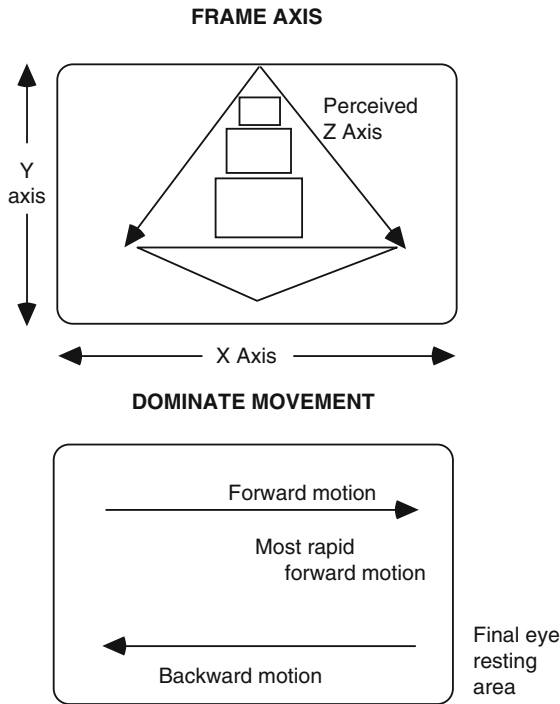 FRAME AXIS
Perceived
Z Axis
Y
axis
X Axis
DOMINATE MOVEMENT
Forward motion
Most rapid
forward motion
Backward motion
Final eye
resting
area